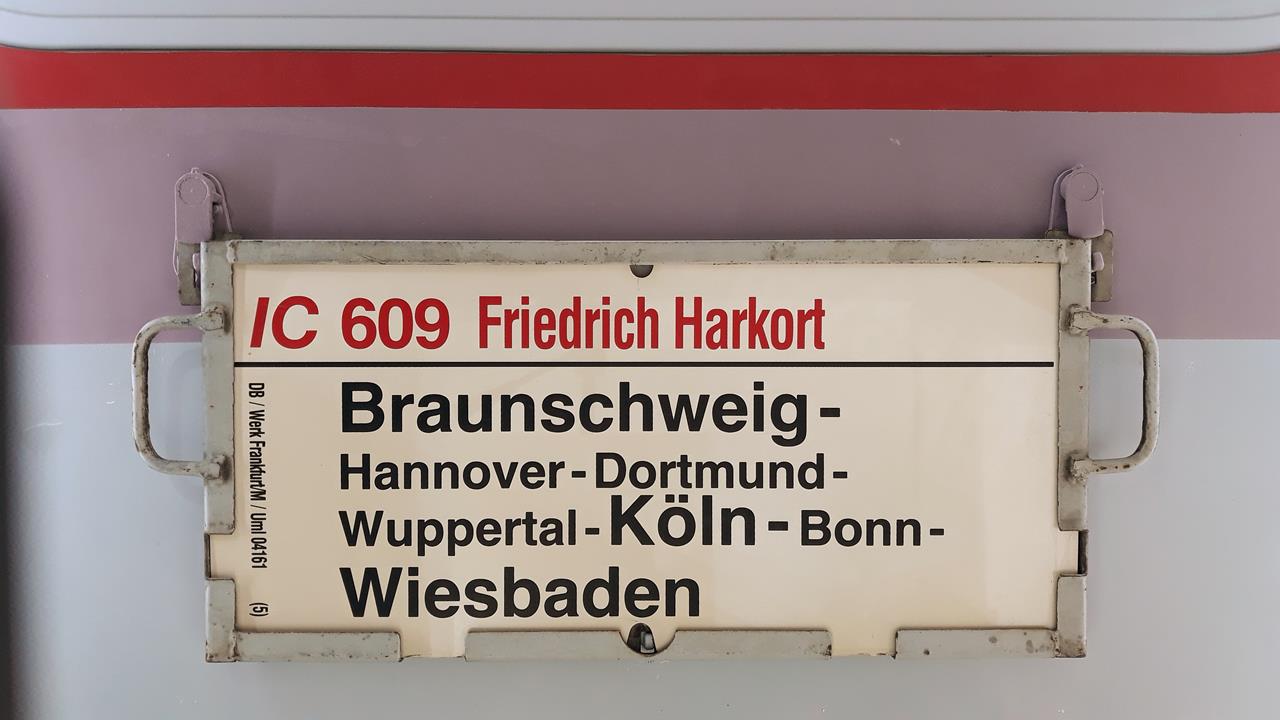 IC 609 Friedrich Harkort
Braunschweig-
Hannover-Dortmund-
Wuppertal-Köln-Bonn-
Wiesbaden
DB / Werk Frankfurt/M / Uml 04161 (5)